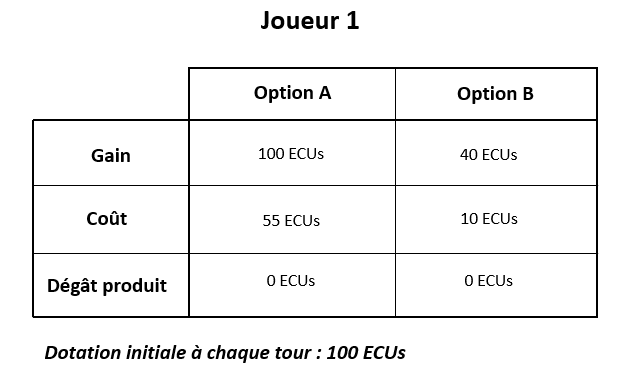 Joueur 1
Option A Option B
Gain 100 ECUs 40 ECUs
Coût 55 ECUs 10 ECUs
Dégât produit 0 ECUs 0 ECUs
Dotation initiale à chaque tour : 100 ECUs